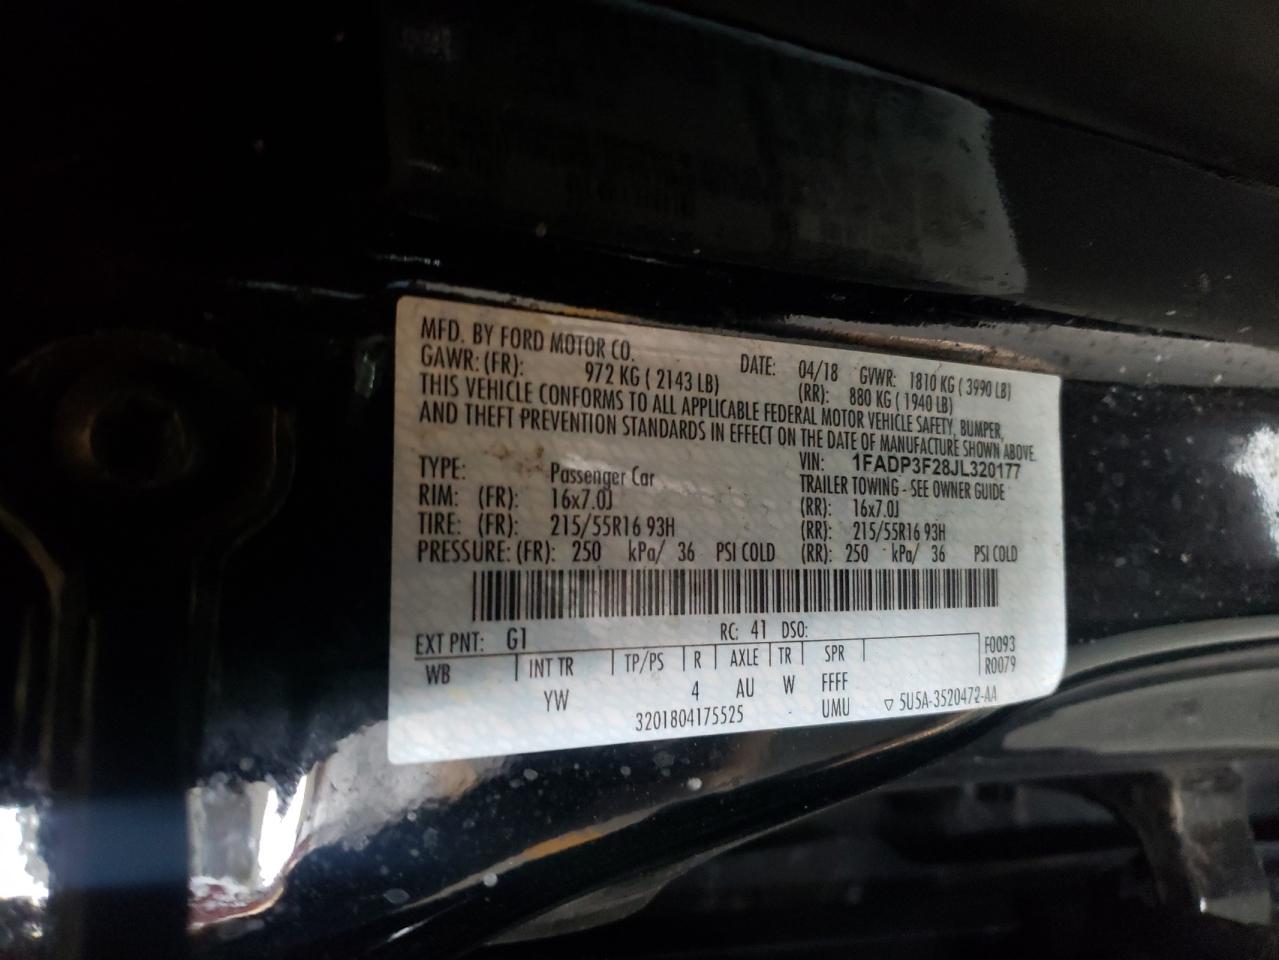 MFD. BY FORD MOTOR CO. DATE: 04/18 GVWR: 1810 KG ( 3990 LB)
GAWR: (FR): 972 KG ( 2143 LB) (RR): 880 KG ( 1940 LB)
THIS VEHICLE CONFORMS TO ALL APPLICABLE FEDERAL MOTOR VEHICLE SAFETY, BUMPER,
AND THEFT PREVENTION STANDARDS IN EFFECT ON THE DATE OF MANUFACTURE SHOWN ABOVE.
VIN: 1FADP3F28JL320177
TYPE: Passenger Car TRAILER TOWING - SEE OWNER GUIDE
RIM: (FR): 16x7.0J (RR): 16x7.0J
TIRE: (FR): 215/55R16 93H (RR): 215/55R16 93H
PRESSURE: (FR): 250 kPa/ 36 PSI COLD (RR): 250 kPa/ 36 PSI COLD
EXT PNT: G1 RC: 41 DSO:
WB INT TR TP/PS R AXLE TR SPR F0093
R0079
YW 4 AU W FFFF
3201804175525 UMU ▽ 5U5A-3520472-AA